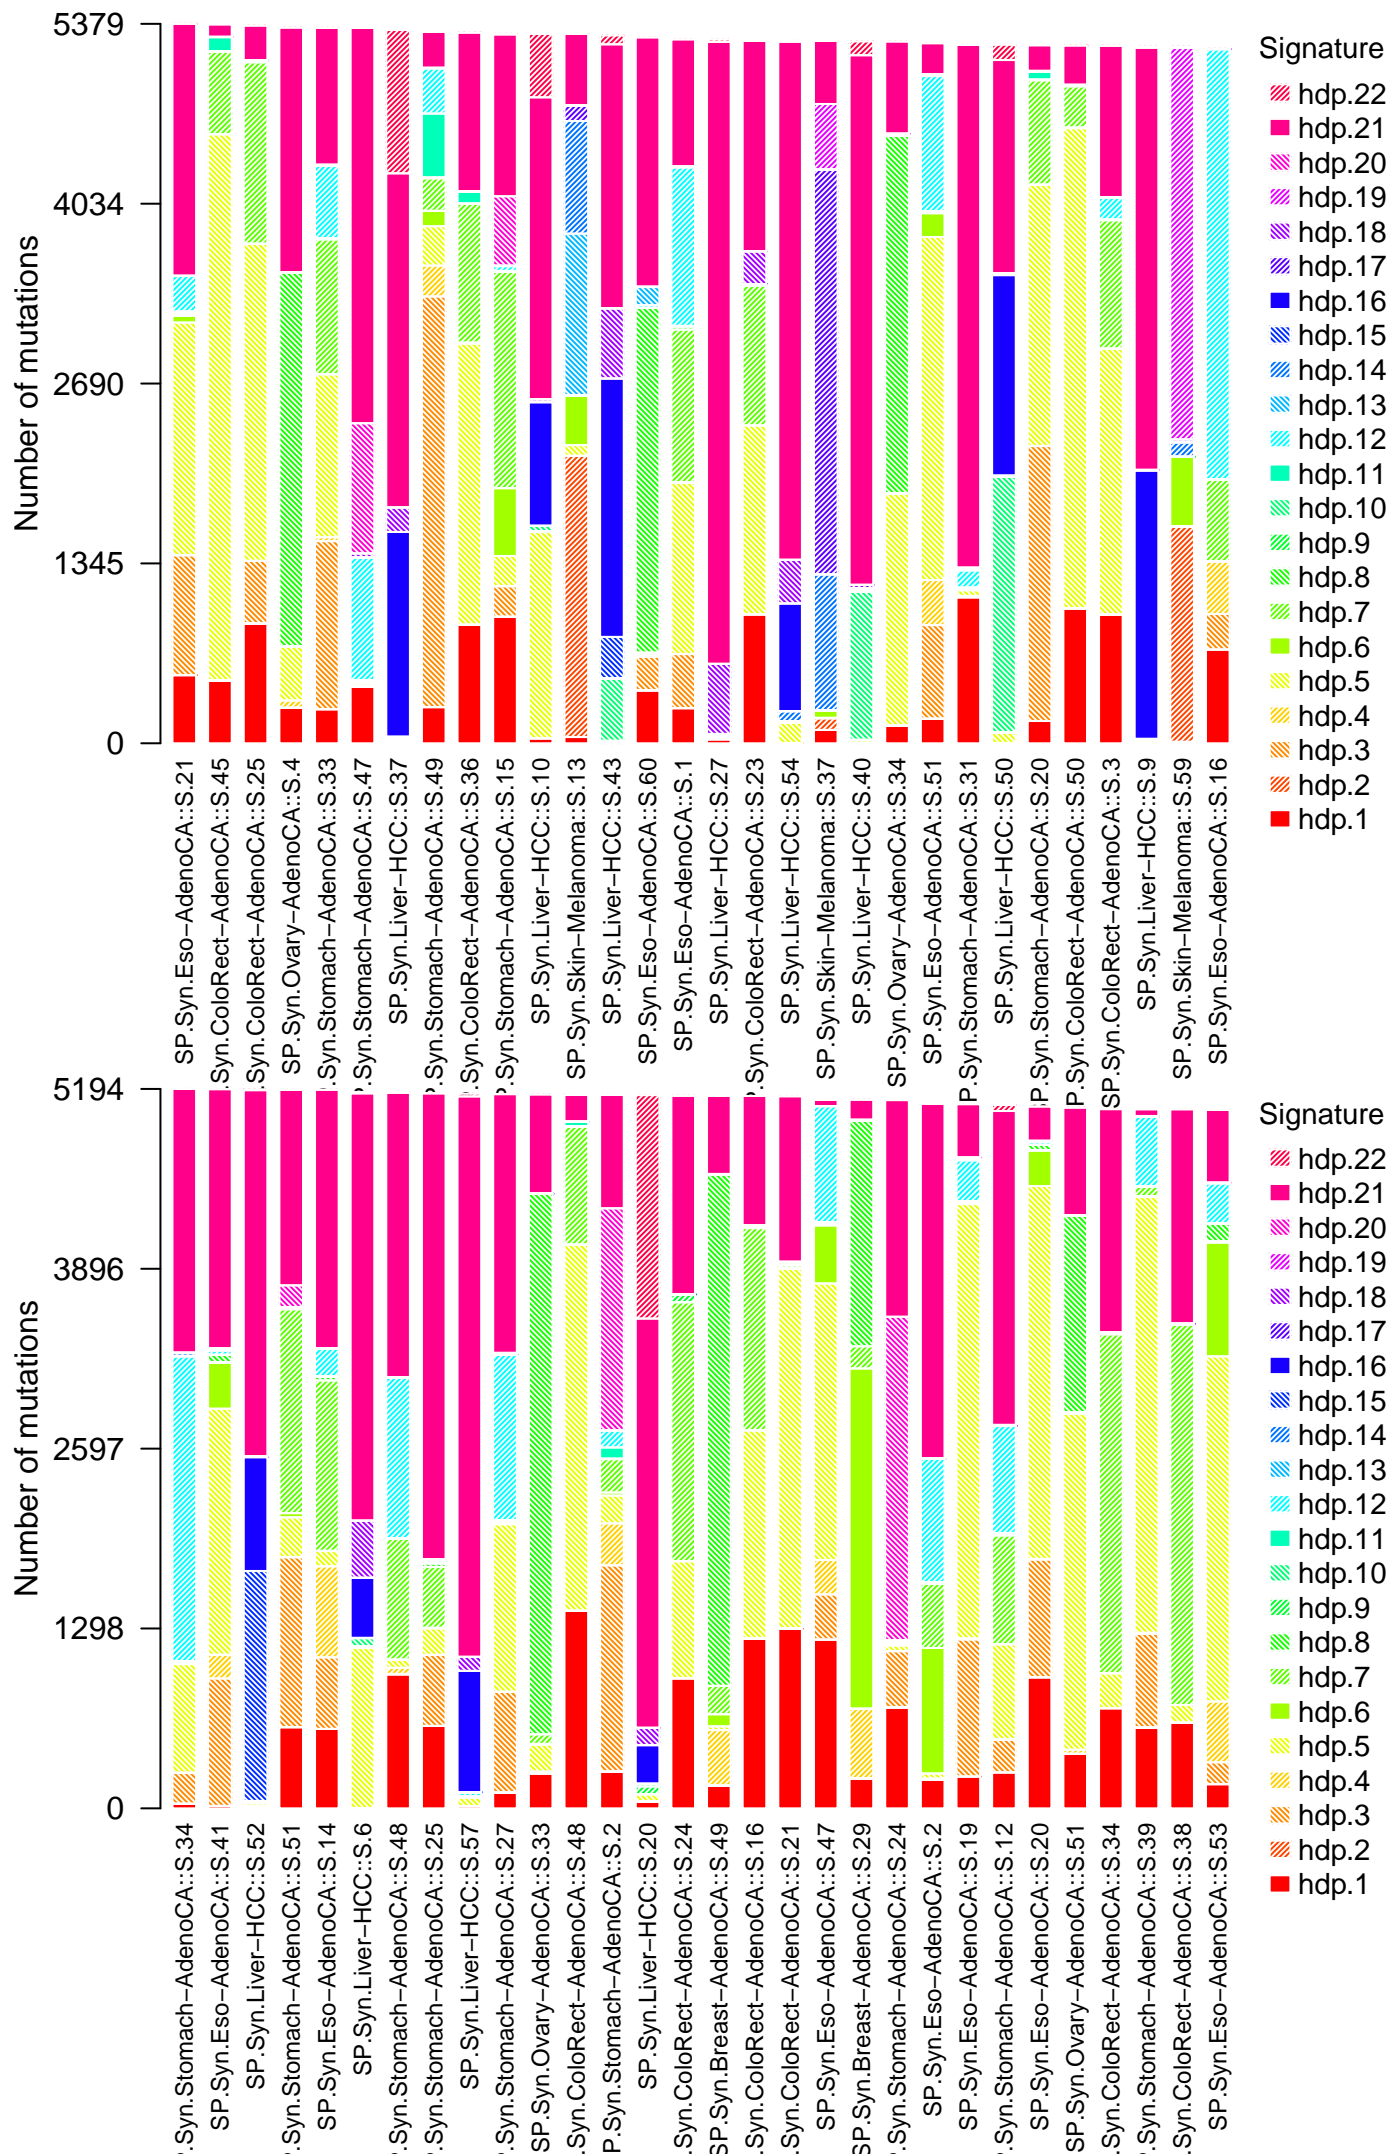 Number of mutations
5379
4034
2690
1345
0
SP.Syn.Eso−AdenoCA::S.21
.Syn.ColoRect−AdenoCA::S.45
.Syn.ColoRect−AdenoCA::S.25
SP.Syn.Ovary−AdenoCA::S.4
.Syn.Stomach−AdenoCA::S.33
P.Syn.Stomach−AdenoCA::S.47
SP.Syn.Liver−HCC::S.37
.Syn.Stomach−AdenoCA::S.49
.Syn.ColoRect−AdenoCA::S.36
P.Syn.Stomach−AdenoCA::S.15
SP.Syn.Liver−HCC::S.10
SP.Syn.Skin−Melanoma::S.13
SP.Syn.Liver−HCC::S.43
SP.Syn.Eso−AdenoCA::S.60
SP.Syn.Eso−AdenoCA::S.1
SP.Syn.Liver−HCC::S.27
P.Syn.ColoRect−AdenoCA::S.23
SP.Syn.Liver−HCC::S.54
SP.Syn.Skin−Melanoma::S.37
SP.Syn.Liver−HCC::S.40
SP.Syn.Ovary−AdenoCA::S.34
SP.Syn.Eso−AdenoCA::S.51
P.Syn.Stomach−AdenoCA::S.31
SP.Syn.Liver−HCC::S.50
SP.Syn.Stomach−AdenoCA::S.20
P.Syn.ColoRect−AdenoCA::S.50
SP.Syn.ColoRect−AdenoCA::S.3
SP.Syn.Liver−HCC::S.9
SP.Syn.Skin−Melanoma::S.59
SP.Syn.Eso−AdenoCA::S.16
Signature
hdp.22
hdp.21
hdp.20
hdp.19
hdp.18
hdp.17
hdp.16
hdp.15
hdp.14
hdp.13
hdp.12
hdp.11
hdp.10
hdp.9
hdp.8
hdp.7
hdp.6
hdp.5
hdp.4
hdp.3
hdp.2
hdp.1
Number of mutations
5194
3896
2597
1298
0
P.Syn.Stomach−AdenoCA::S.34
SP.Syn.Eso−AdenoCA::S.41
SP.Syn.Liver−HCC::S.52
.Syn.Stomach−AdenoCA::S.51
SP.Syn.Eso−AdenoCA::S.14
SP.Syn.Liver−HCC::S.6
P.Syn.Stomach−AdenoCA::S.48
.Syn.Stomach−AdenoCA::S.25
SP.Syn.Liver−HCC::S.57
P.Syn.Stomach−AdenoCA::S.27
SP.Syn.Ovary−AdenoCA::S.33
.Syn.ColoRect−AdenoCA::S.48
P.Syn.Stomach−AdenoCA::S.2
SP.Syn.Liver−HCC::S.20
.Syn.ColoRect−AdenoCA::S.24
SP.Syn.Breast−AdenoCA::S.49
.Syn.ColoRect−AdenoCA::S.16
.Syn.ColoRect−AdenoCA::S.21
SP.Syn.Eso−AdenoCA::S.47
SP.Syn.Breast−AdenoCA::S.29
P.Syn.Stomach−AdenoCA::S.24
SP.Syn.Eso−AdenoCA::S.2
SP.Syn.Eso−AdenoCA::S.19
P.Syn.Stomach−AdenoCA::S.12
SP.Syn.Eso−AdenoCA::S.20
SP.Syn.Ovary−AdenoCA::S.51
.Syn.ColoRect−AdenoCA::S.34
P.Syn.Stomach−AdenoCA::S.39
.Syn.ColoRect−AdenoCA::S.38
SP.Syn.Eso−AdenoCA::S.53
Signature
hdp.22
hdp.21
hdp.20
hdp.19
hdp.18
hdp.17
hdp.16
hdp.15
hdp.14
hdp.13
hdp.12
hdp.11
hdp.10
hdp.9
hdp.8
hdp.7
hdp.6
hdp.5
hdp.4
hdp.3
hdp.2
hdp.1